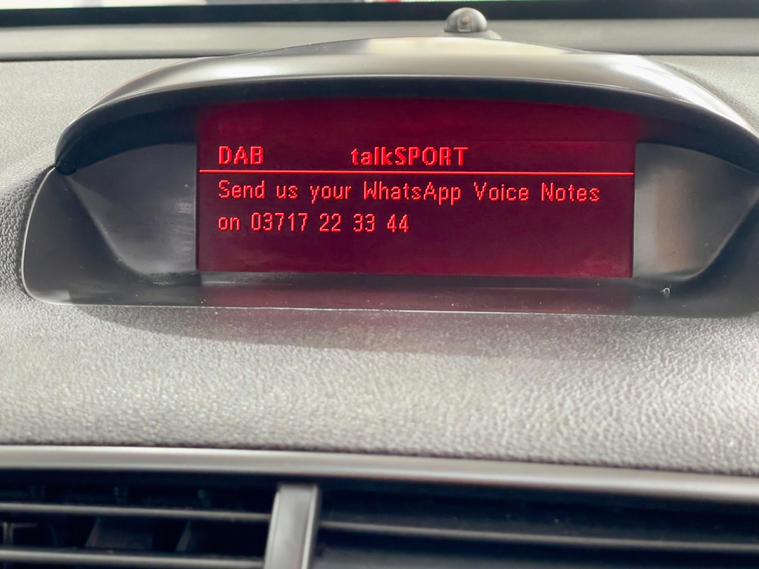 DAB talkSPORT
Send us your WhatsApp Voice Notes
on 03717 22 33 44